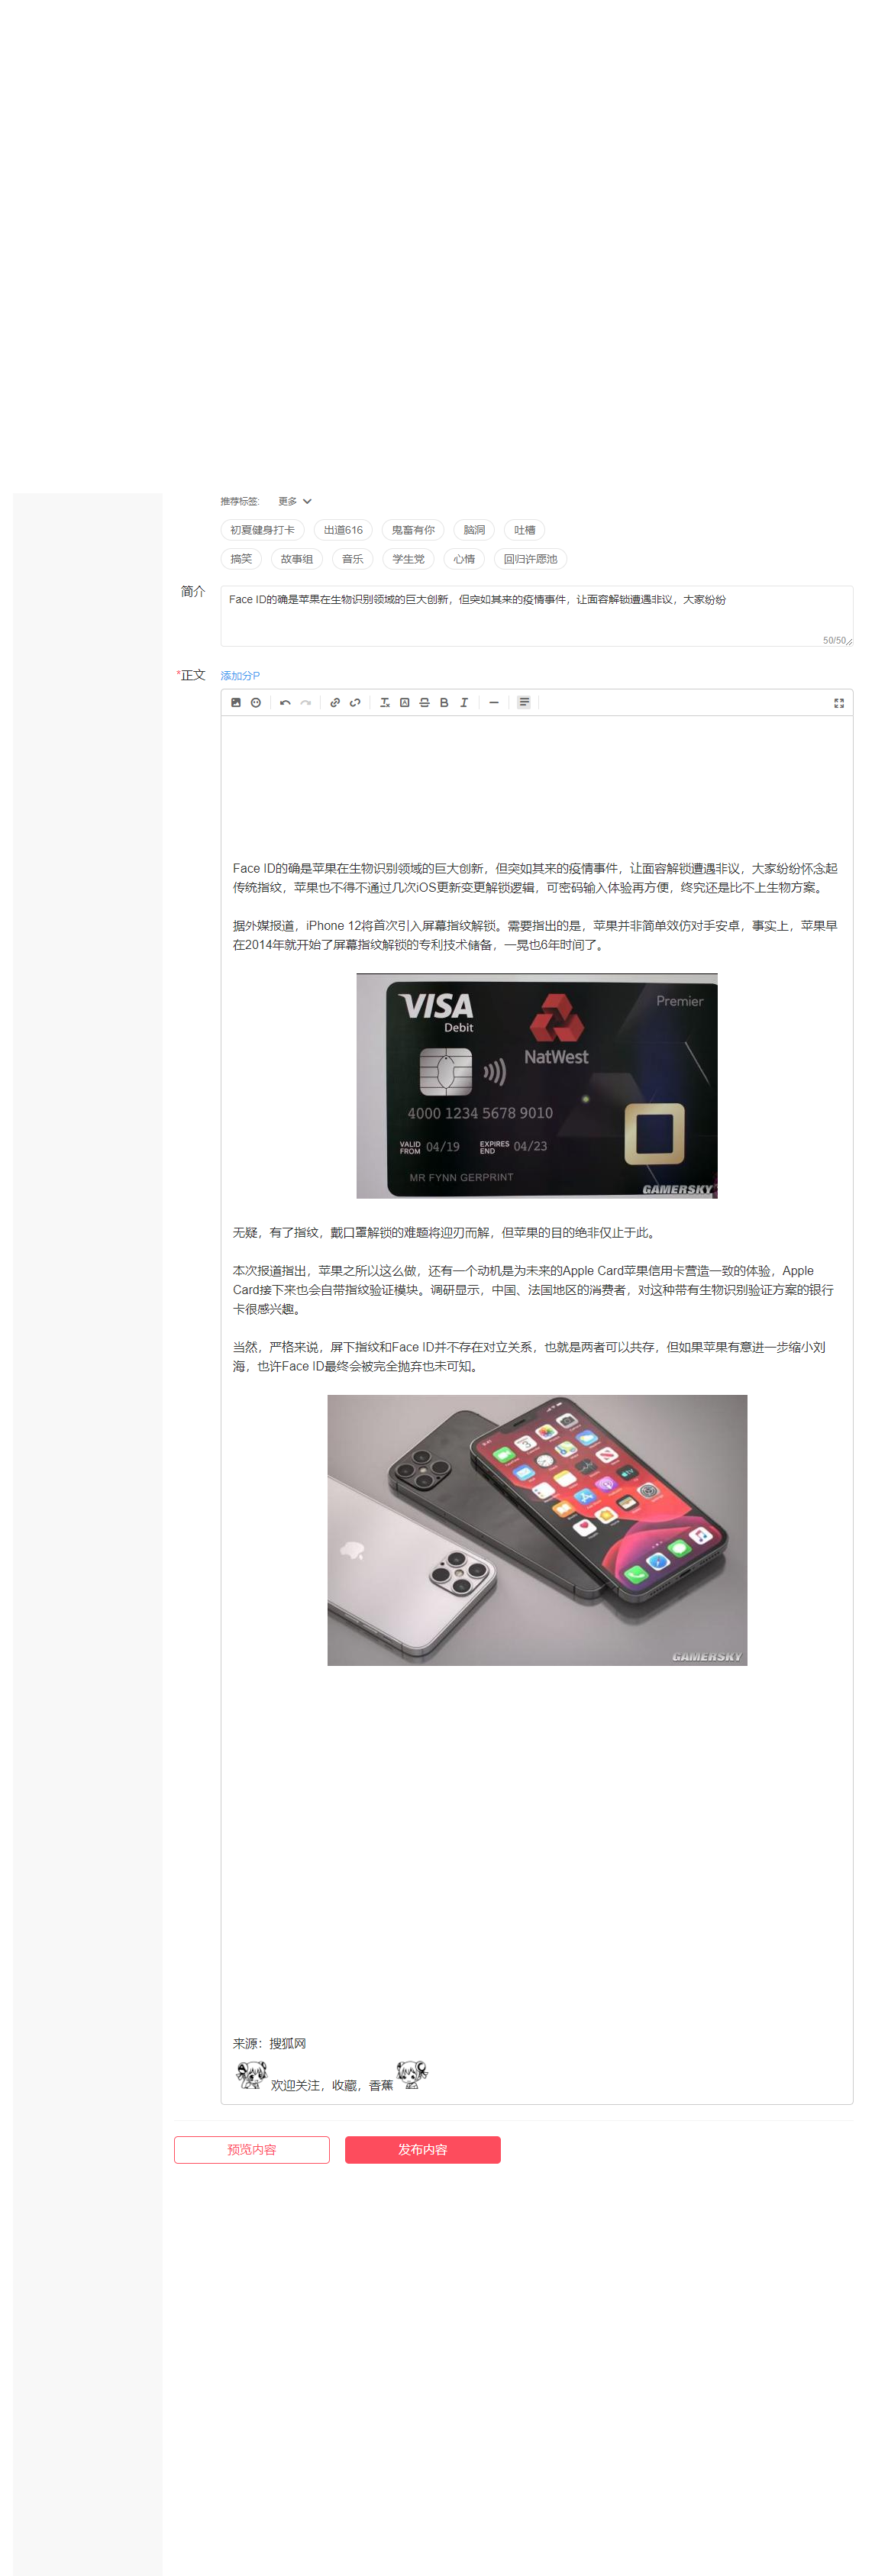 推荐标签: 更多
初夏健身打卡 出道616 鬼畜有你 脑洞 吐槽
搞笑 故事组 音乐 学生党 心情 回归许愿池
简介
Face ID的确是苹果在生物识别领域的巨大创新，但突如其来的疫情事件，让面容解锁遭遇非议，大家纷纷
50/50
*正文 添加分P
Face ID的确是苹果在生物识别领域的巨大创新，但突如其来的疫情事件，让面容解锁遭遇非议，大家纷纷怀念起
传统指纹，苹果也不得不通过几次iOS更新变更解锁逻辑，可密码输入体验再方便，终究还是比不上生物方案。
据外媒报道，iPhone 12将首次引入屏幕指纹解锁。需要指出的是，苹果并非简单效仿对手安卓，事实上，苹果早
在2014年就开始了屏幕指纹解锁的专利技术储备，一晃也6年时间了。
VISA
Debit
Premier
NatWest
4000 1234 5678 9010
VALID FROM 04/19 EXPIRES END 04/23
MR FYNN GERPRINT
GAMERSKY
无疑，有了指纹，戴口罩解锁的难题将迎刃而解，但苹果的目的绝非仅止于此。
本次报道指出，苹果之所以这么做，还有一个动机是为未来的Apple Card苹果信用卡营造一致的体验，Apple
Card接下来也会自带指纹验证模块。调研显示，中国、法国地区的消费者，对这种带有生物识别验证方案的银行
卡很感兴趣。
当然，严格来说，屏下指纹和Face ID并不存在对立关系，也就是两者可以共存，但如果苹果有意进一步缩小刘
海，也许Face ID最终会被完全抛弃也未可知。
GAMERSKY
来源：搜狐网
欢迎关注，收藏，香蕉
预览内容 发布内容